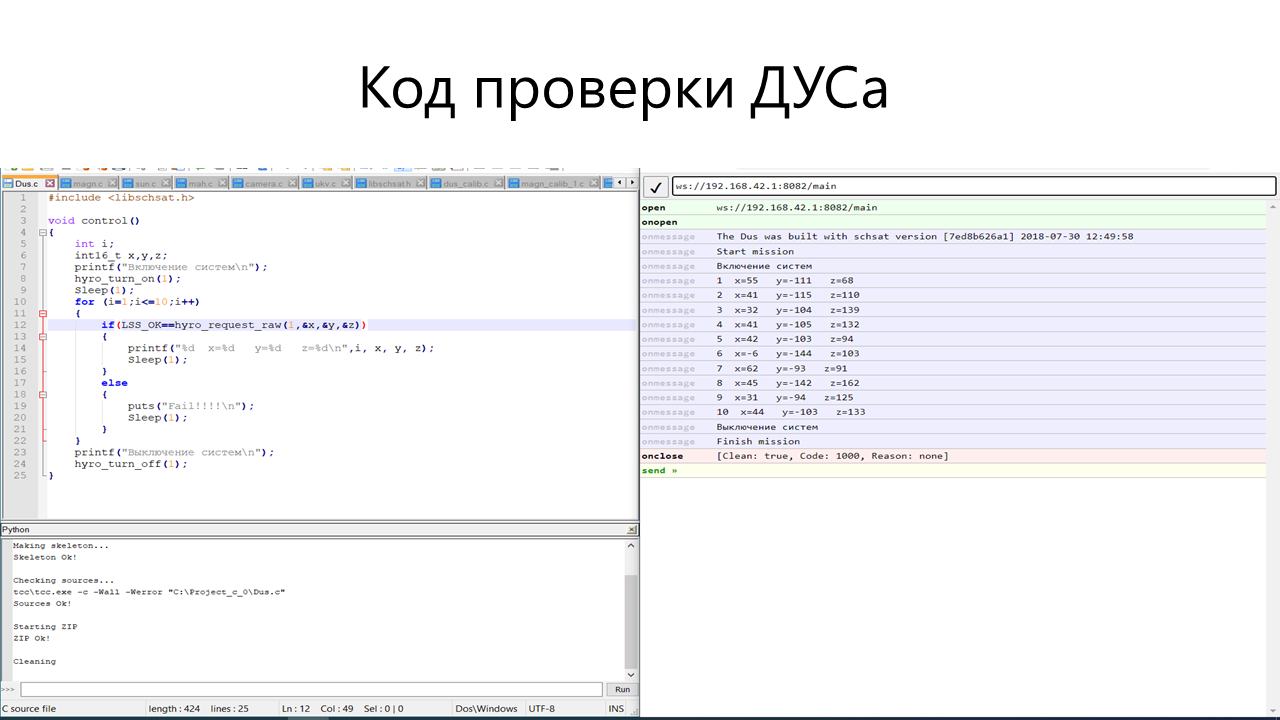 Код проверки ДУСа
Dus.c magn.c sun.c mah.c camera.c ukv.c libschsat.h dus_calib.c magn_calib_1.c
1 #include <libschsat.h>
2
3 void control()
4 {
5 int i;
6 int16_t x,y,z;
7 printf("Включение систем\n");
8 hyro_turn_on(1);
9 Sleep(1);
10 for (i=1;i<=10;i++)
11 {
12 if(LSS_OK==hyro_request_raw(1,&x,&y,&z))
13 {
14 printf("%d x=%d y=%d z=%d\n",i, x, y, z);
15 Sleep(1);
16 }
17 else
18 {
19 puts("Fail!!!!\n");
20 Sleep(1);
21 }
22 }
23 printf("Выключение систем\n");
24 hyro_turn_off(1);
25 }
Python
Making skeleton...
Skeleton Ok!
Checking sources...
tcc\tcc.exe -c -Wall -Werror "C:\Project_c_0\Dus.c"
Sources Ok!
Starting ZIP
ZIP Ok!
Cleaning
>>> Run
C source file length : 424 lines : 25 Ln : 12 Col : 49 Sel : 0 | 0 Dos\Windows UTF-8 INS
ws://192.168.42.1:8082/main
open ws://192.168.42.1:8082/main
onopen
onmessage The Dus was built with schsat version [7ed8b626a1] 2018-07-30 12:49:58
onmessage Start mission
onmessage Включение систем
onmessage 1 x=55 y=-111 z=68
onmessage 2 x=41 y=-115 z=110
onmessage 3 x=32 y=-104 z=139
onmessage 4 x=41 y=-105 z=132
onmessage 5 x=42 y=-103 z=94
onmessage 6 x=-6 y=-144 z=103
onmessage 7 x=62 y=-93 z=91
onmessage 8 x=45 y=-142 z=162
onmessage 9 x=31 y=-94 z=125
onmessage 10 x=44 y=-103 z=133
onmessage Выключение систем
onmessage Finish mission
onclose [Clean: true, Code: 1000, Reason: none]
send »